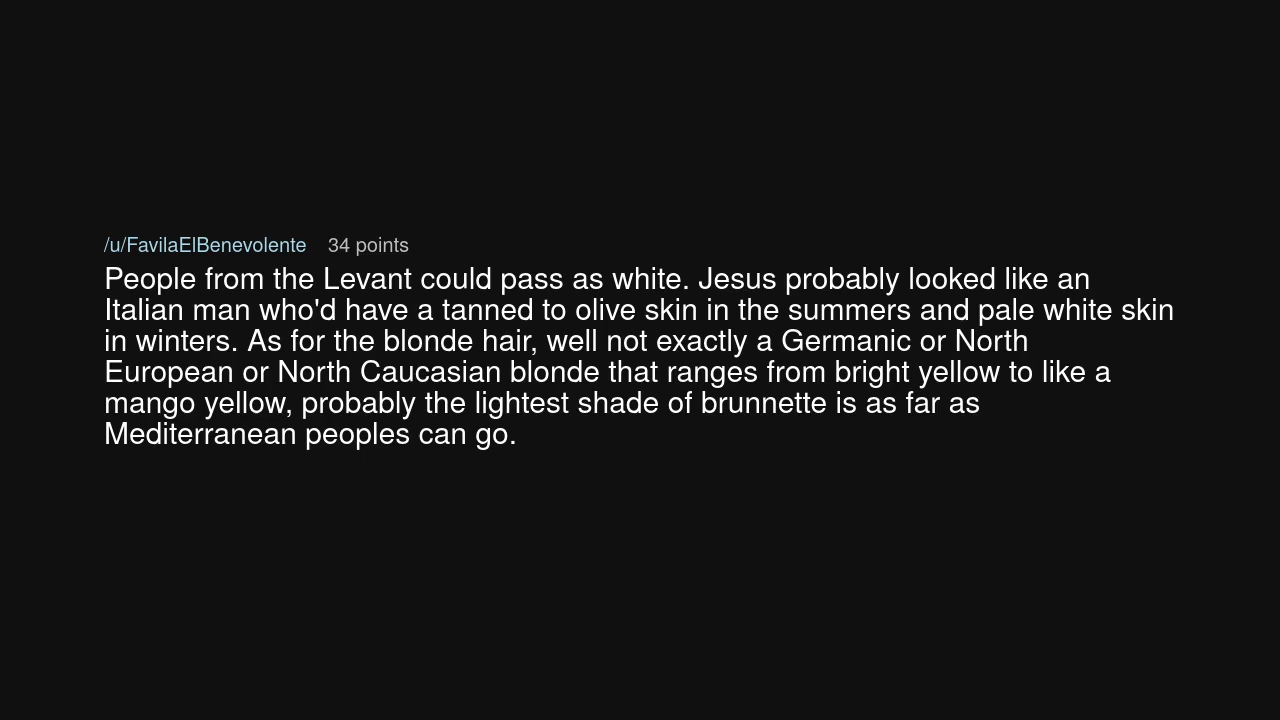 /u/FavilaElBenevolente 34 points
People from the Levant could pass as white. Jesus probably looked like an
Italian man who'd have a tanned to olive skin in the summers and pale white skin
in winters. As for the blonde hair, well not exactly a Germanic or North
European or North Caucasian blonde that ranges from bright yellow to like a
mango yellow, probably the lightest shade of brunnette is as far as
Mediterranean peoples can go.